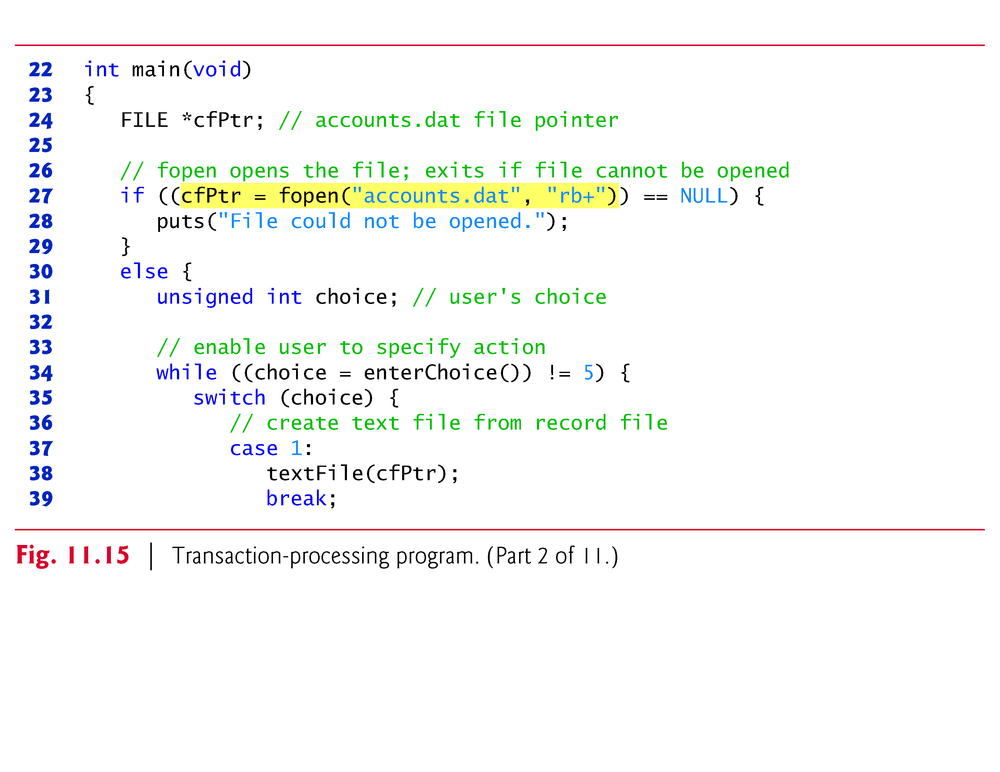 22 int main(void)
23 {
24 FILE *cfPtr; // accounts.dat file pointer
25
26 // fopen opens the file; exits if file cannot be opened
27 if ((cfPtr = fopen("accounts.dat", "rb+")) == NULL) {
28 puts("File could not be opened.");
29 }
30 else {
31 unsigned int choice; // user's choice
32
33 // enable user to specify action
34 while ((choice = enterChoice()) != 5) {
35 switch (choice) {
36 // create text file from record file
37 case 1:
38 textFile(cfPtr);
39 break;
Fig. 11.15 | Transaction-processing program. (Part 2 of 11.)